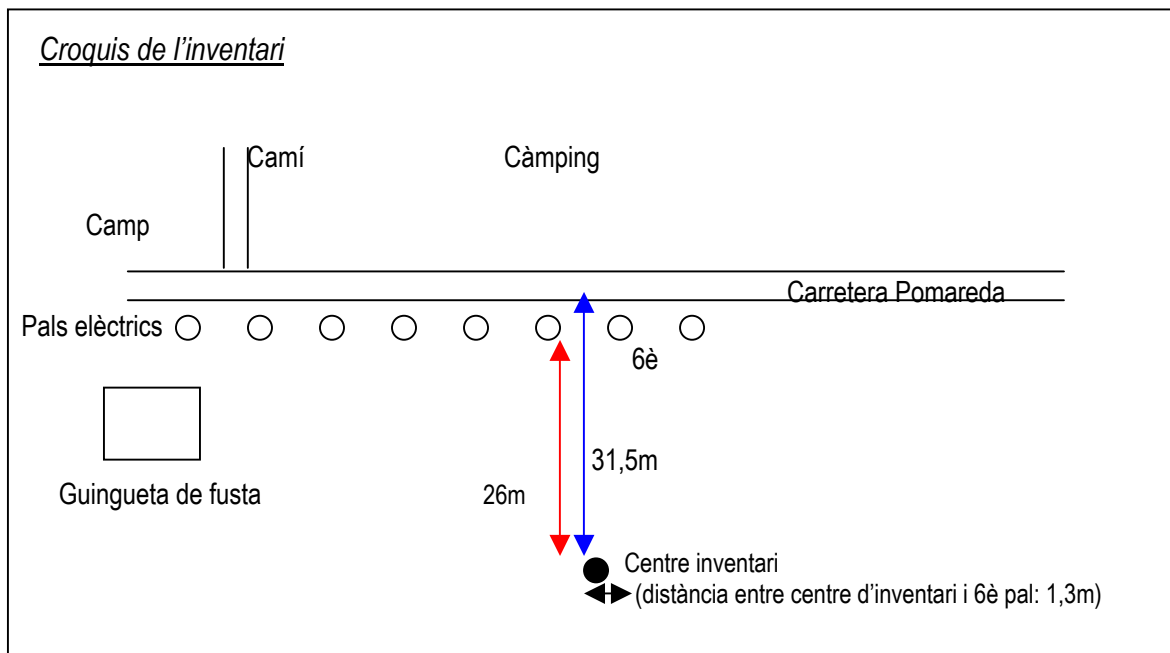 Croquis de l'inventari
Camí
Càmping
Camp
Carretera Pomareda
Pals elèctrics
6è
31,5m
26m
Guingueta de fusta
Centre inventari
(distància entre centre d'inventari i 6è pal: 1,3m)